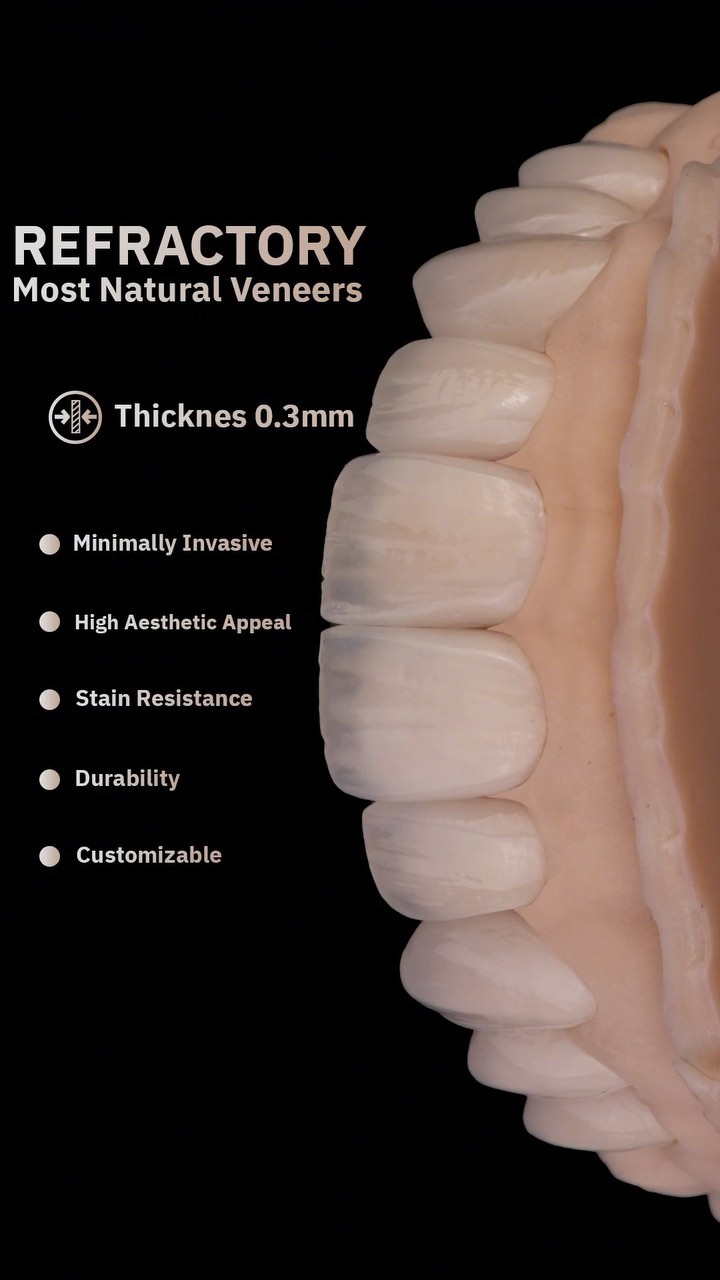 REFRACTORY
Most Natural Veneers
Thicknes 0.3mm
Minimally Invasive
High Aesthetic Appeal
Stain Resistance
Durability
Customizable